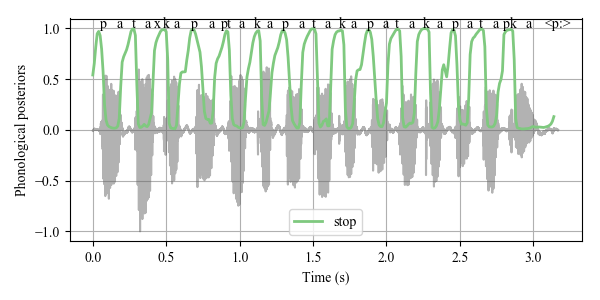 p a t a x k a p a p t a k a p a t a k a p a t a k a p a t a p k a <p:>
1.0
0.5
0.0
−0.5
−1.0
Phonological posteriors
stop
0.0 0.5 1.0 1.5 2.0 2.5 3.0
Time (s)